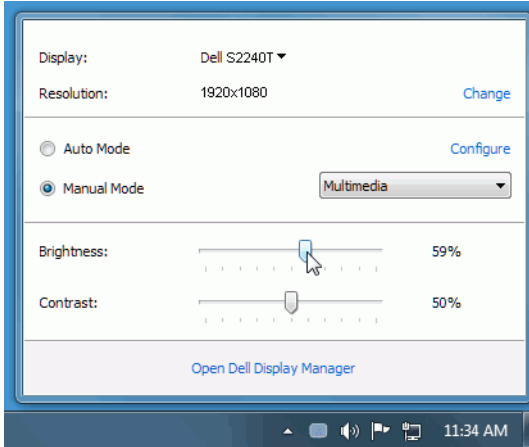 Display: Dell S2240T
Resolution: 1920x1080 Change
Auto Mode Configure
Manual Mode Multimedia
Brightness: 59%
Contrast: 50%
Open Dell Display Manager
11:34 AM